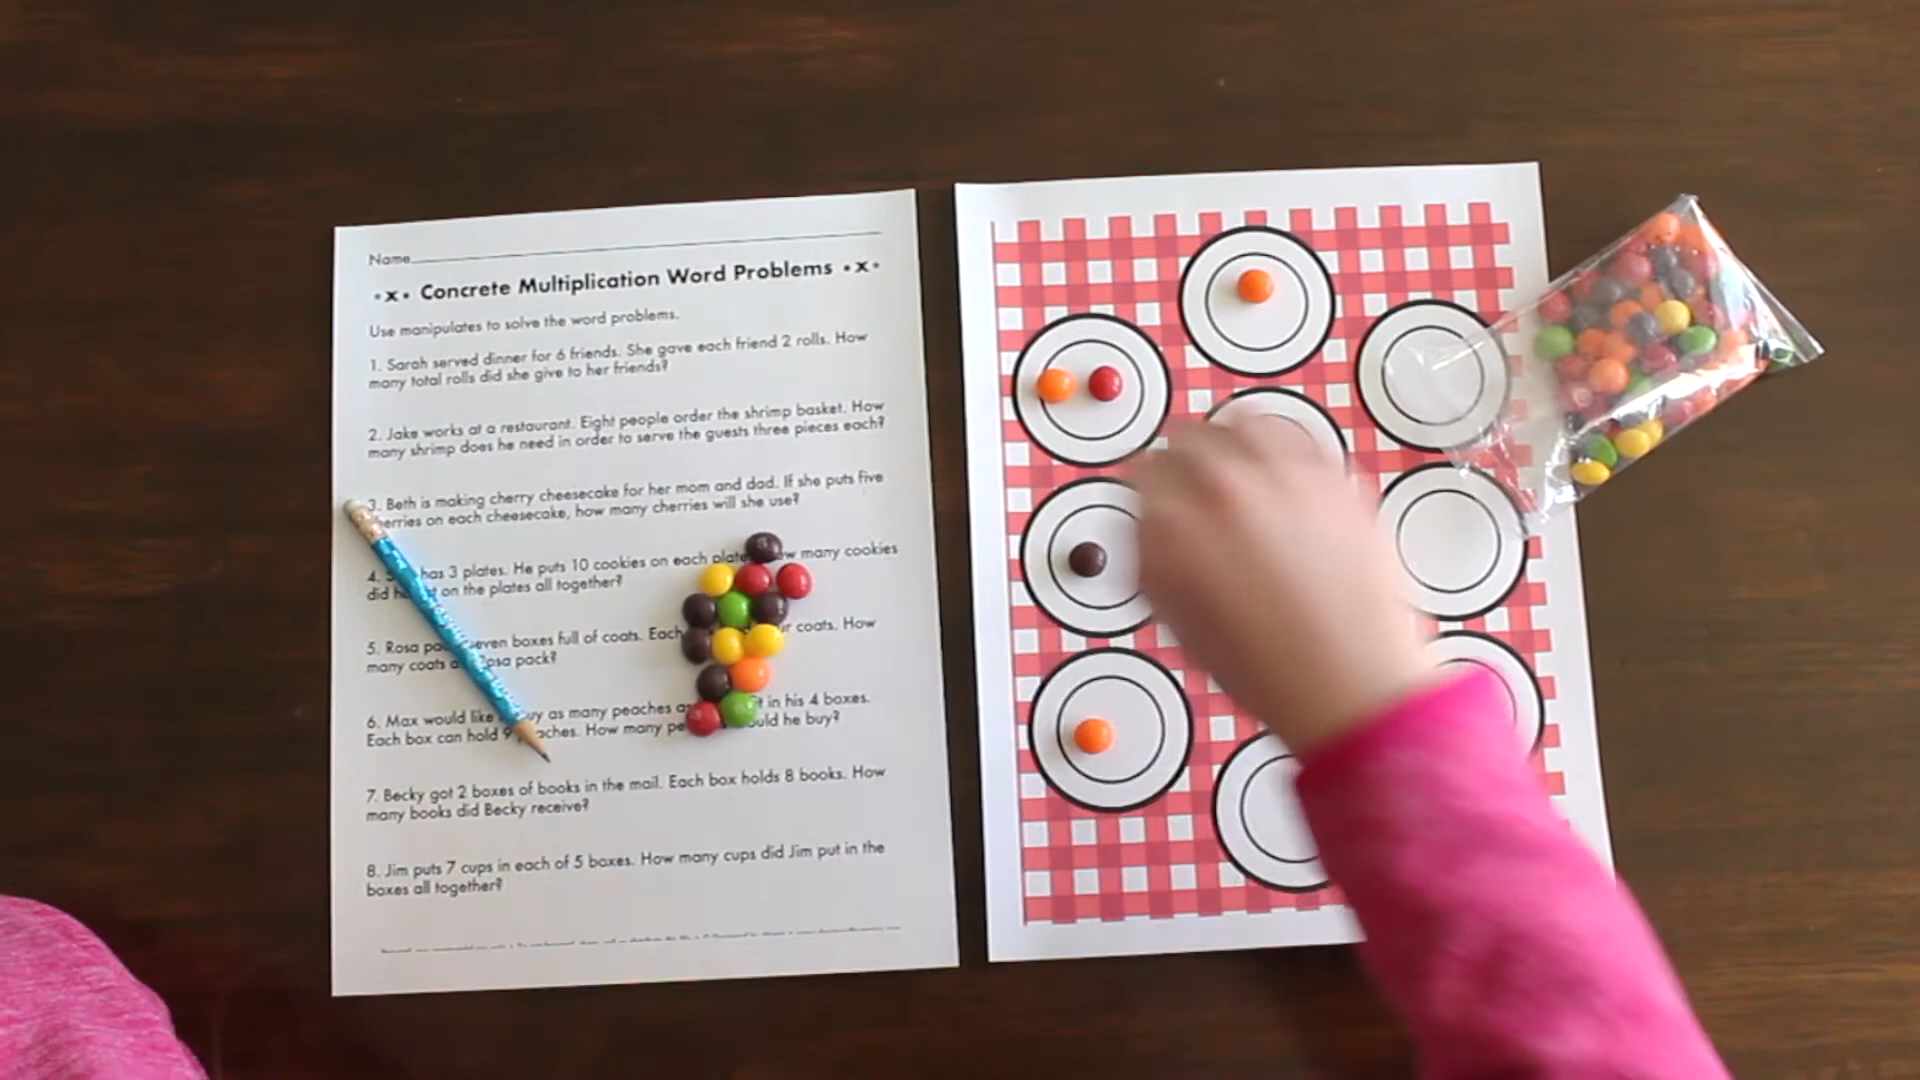 Name
• x • Concrete Multiplication Word Problems • x •
Use manipulates to solve the word problems.
1. Sarah served dinner for 6 friends. She gave each friend 2 rolls. How
many total rolls did she give to her friends?
2. Jake works at a restaurant. Eight people order the shrimp basket. How
many shrimp does he need in order to serve the guests three pieces each?
3. Beth is making cherry cheesecake for her mom and dad. If she puts five
cherries on each cheesecake, how many cherries will she use?
4. has 3 plates. He puts 10 cookies on each plate how many cookies
did he on the plates all together?
5. Rosa seven boxes full of coats. Each coats. How
many coats Rosa pack?
6. Max would like buy as many peaches in his 4 boxes.
Each box can hold 9 peaches. How many would he buy?
7. Becky got 2 boxes of books in the mail. Each box holds 8 books. How
many books did Becky receive?
8. Jim puts 7 cups in each of 5 boxes. How many cups did Jim put in the
boxes all together?